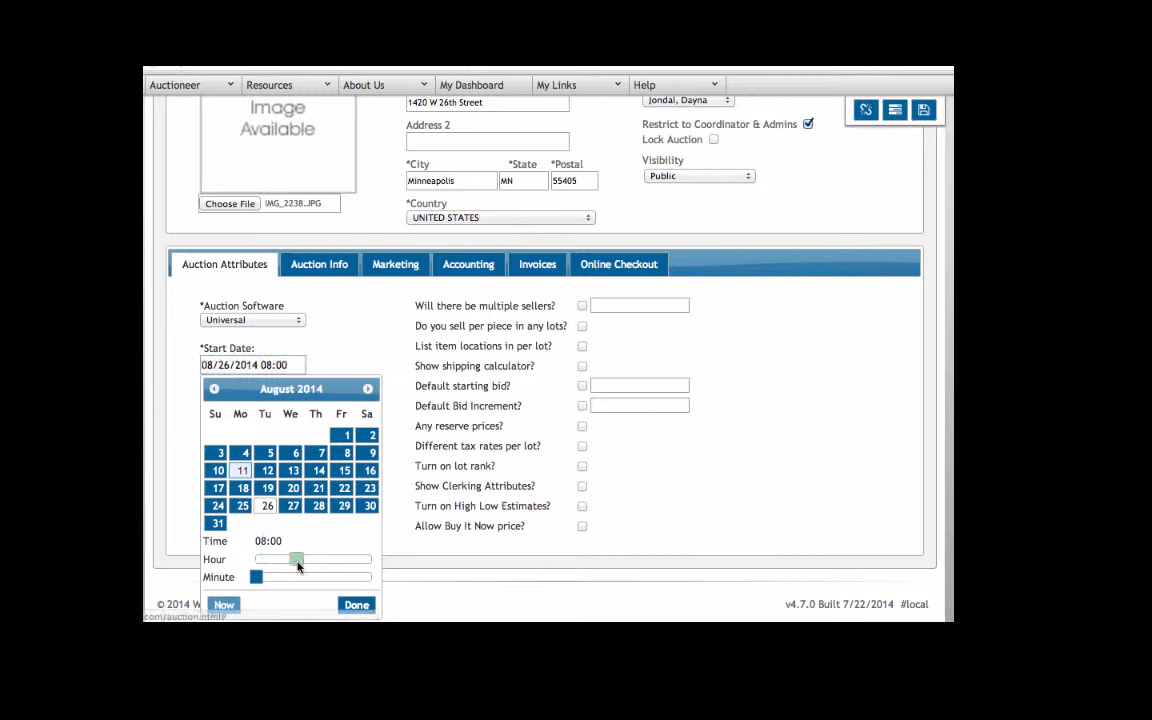 Auctioneer Resources About Us My Dashboard My Links Help
Image
Available
Choose File IMG_2238..JPG
1420 W 26th Street
Address 2
*City *State *Postal
Minneapolis MN 55405
*Country
UNITED STATES
Jondal, Dayna
Restrict to Coordinator & Admins
Lock Auction
Visibility
Public
Auction Attributes Auction Info Marketing Accounting Invoices Online Checkout
*Auction Software
Universal
*Start Date:
08/26/2014 08:00
August 2014
Su Mo Tu We Th Fr Sa
1 2
3 4 5 6 7 8 9
10 11 12 13 14 15 16
17 18 19 20 21 22 23
24 25 26 27 28 29 30
31
Time 08:00
Hour
Minute
Now Done
Will there be multiple sellers?
Do you sell per piece in any lots?
List item locations in per lot?
Show shipping calculator?
Default starting bid?
Default Bid Increment?
Any reserve prices?
Different tax rates per lot?
Turn on lot rank?
Show Clerking Attributes?
Turn on High Low Estimates?
Allow Buy It Now price?
© 2014 W
v4.7.0 Built 7/22/2014 #local
com/auction.html#